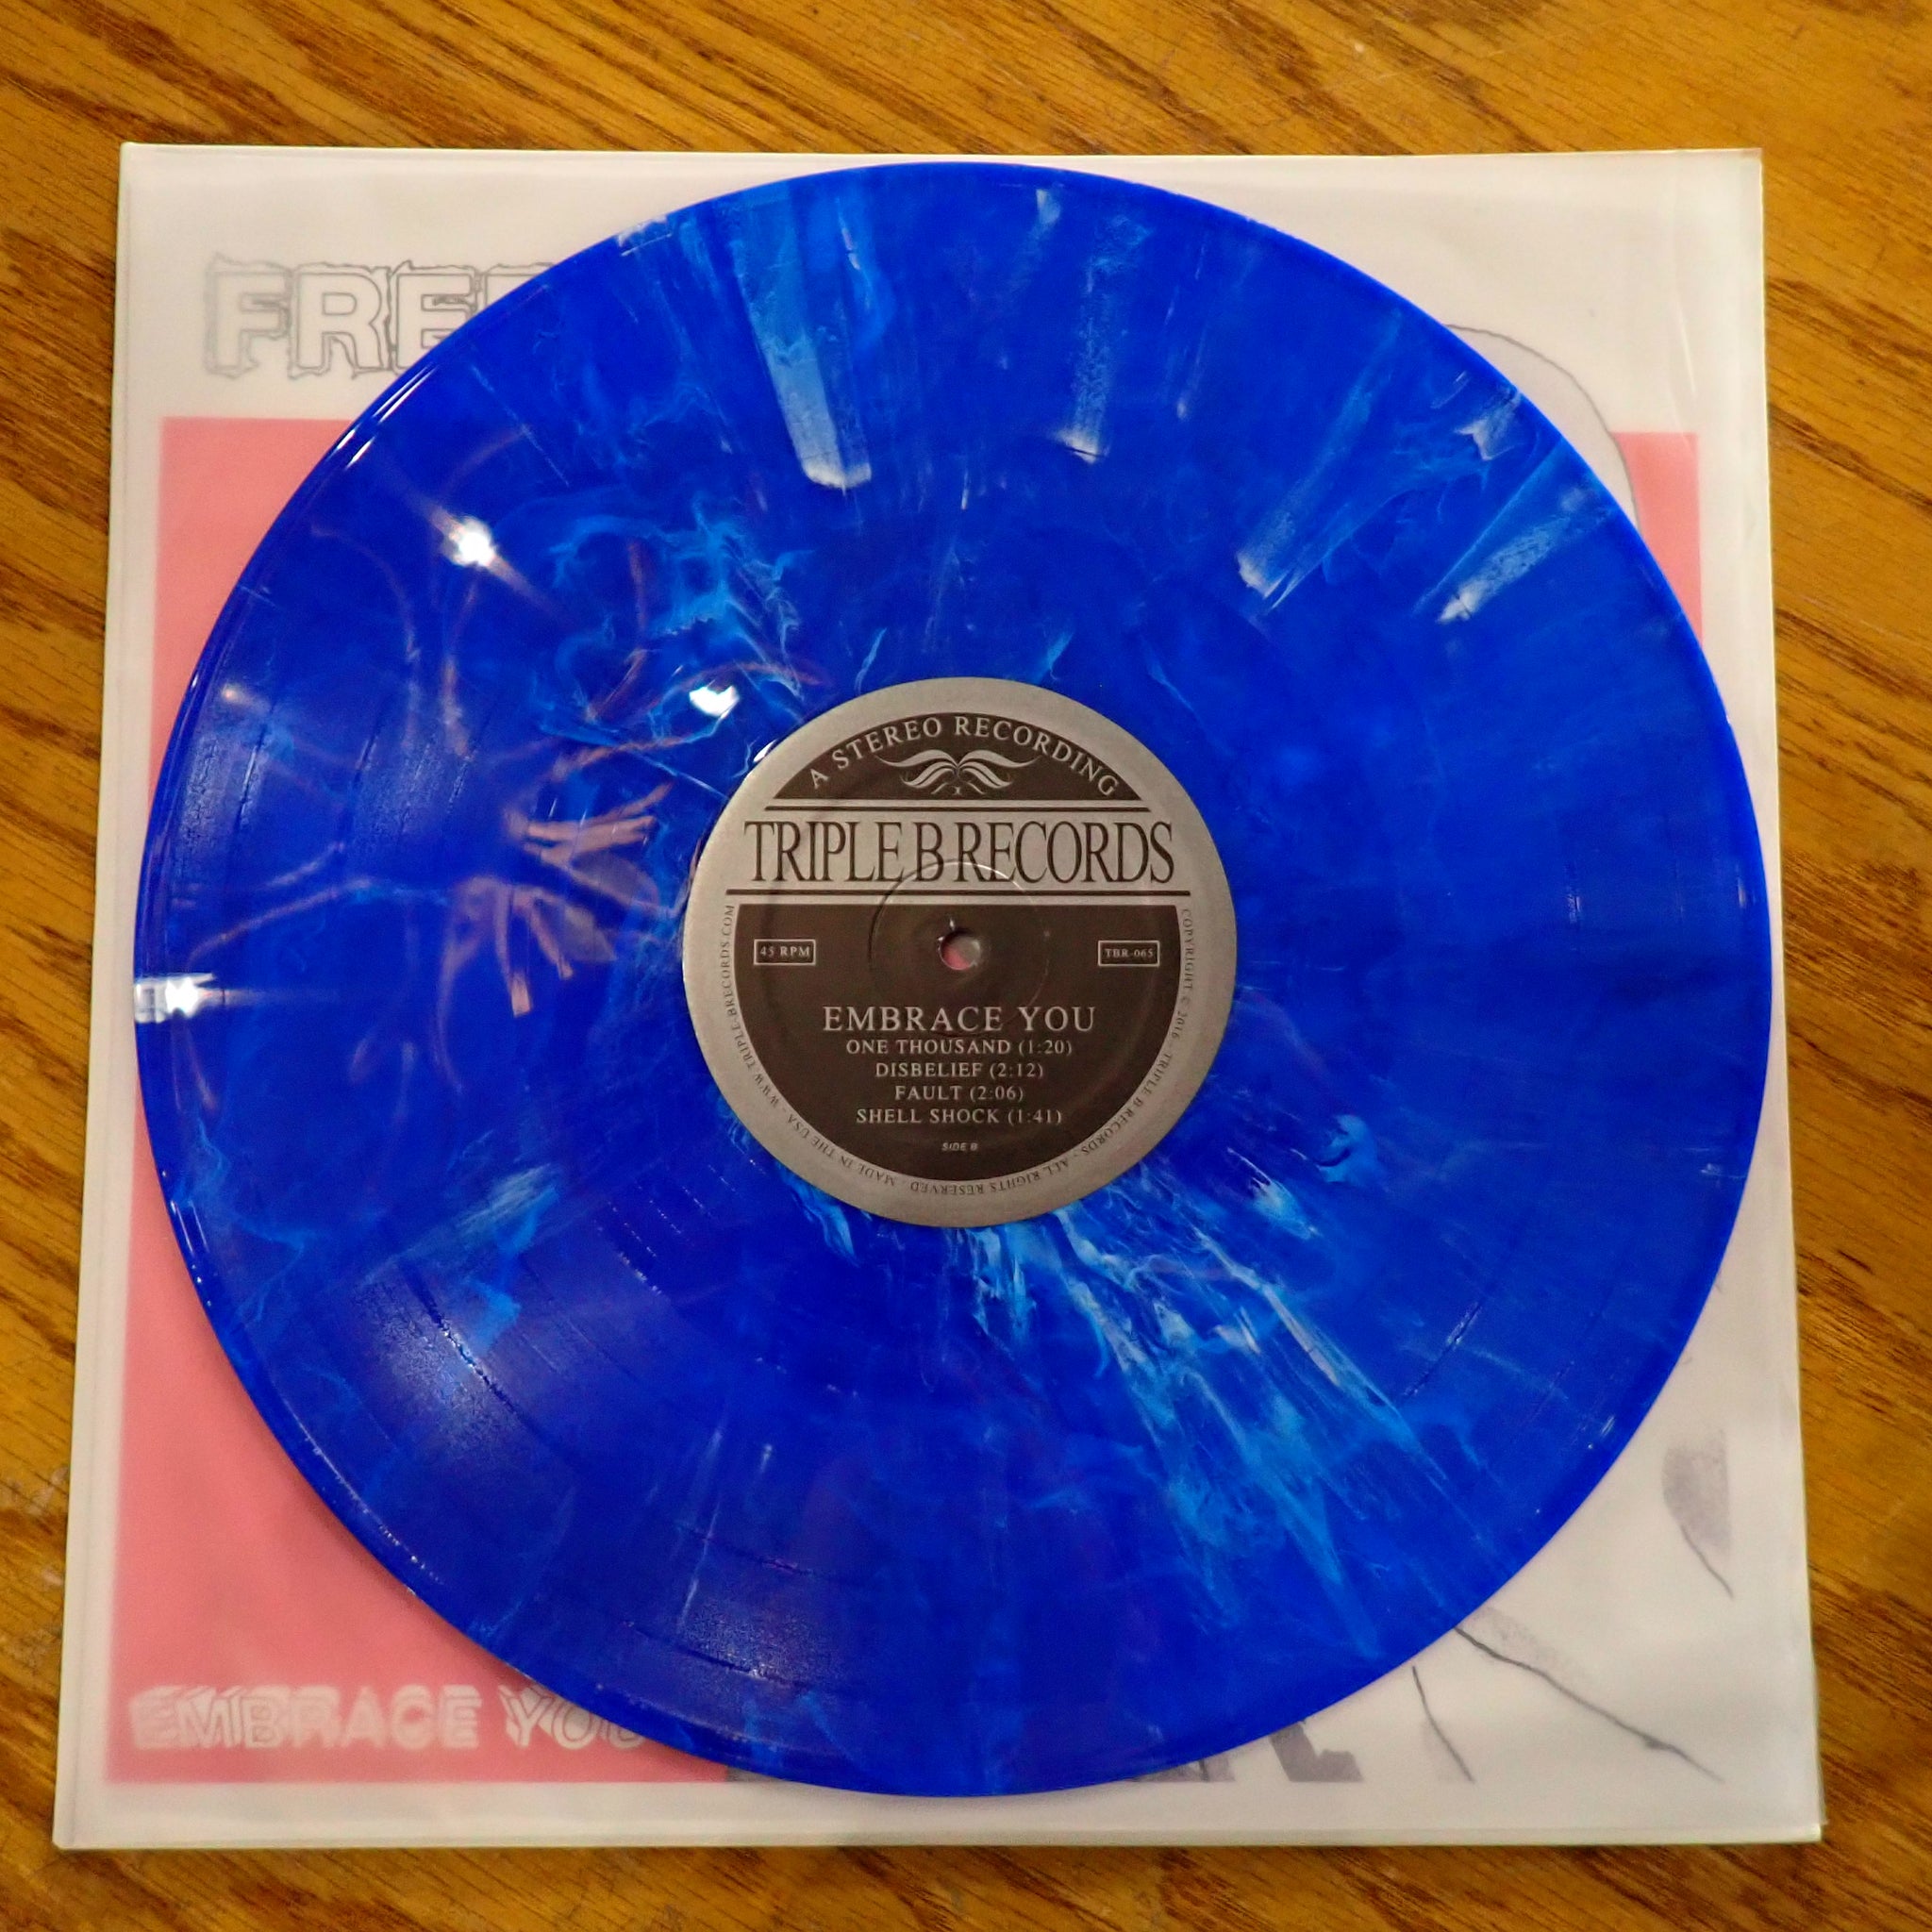 FREE
A STEREO RECORDING
TRIPLE B RECORDS
45 RPM
TBR-065
EMBRACE YOU
ONE THOUSAND (1:20)
DISBELIEF (2:12)
FAULT (2:06)
SHELL SHOCK (1:41)
SIDE B
COPYRIGHT © 2016 - TRIPLE B RECORDS - ALL RIGHTS RESERVED - MADE IN THE USA - WWW.TRIPLE-BRECORDS.COM
EMBRACE YOU